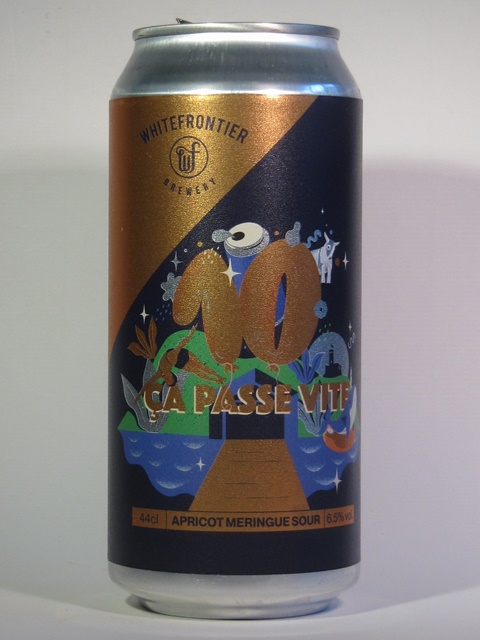 WHITEFRONTIER
wf
BREWERY
10
ÇA PASSE VITE
44cl APRICOT MERINGUE SOUR 6.5% vol